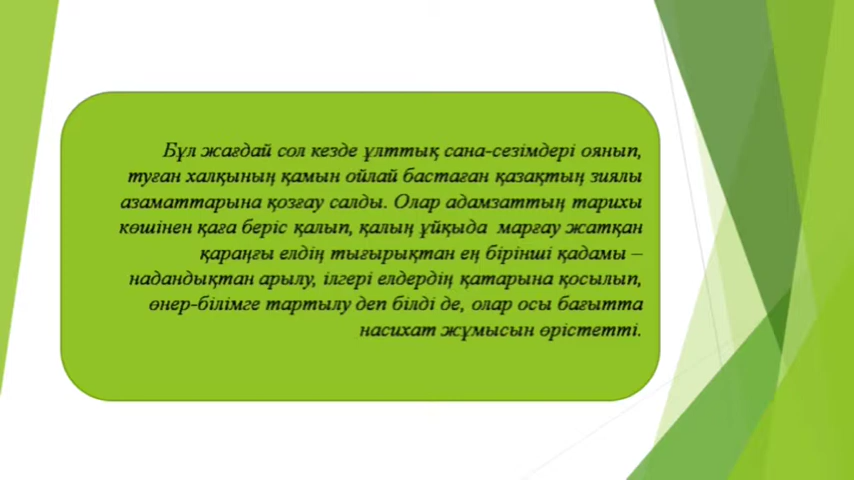 Бұл жағдай сол кезде ұлттық сана-сезімдері оянып,
туған халқының қамын ойлай бастаған қазақтың зиялы
азаматтарына қозғау салды. Олар адамзаттың тарихы
көшінен қаға беріс қалып, қалың ұйқыда марғау жатқан
қараңғы елдің тығырықтан ең бірінші қадамы –
надандықтан арылу, ілгері елдердің қатарына қосылып,
өнер-білімге тартылу деп білді де, олар осы бағытта
насихат жұмысын өрістетті.